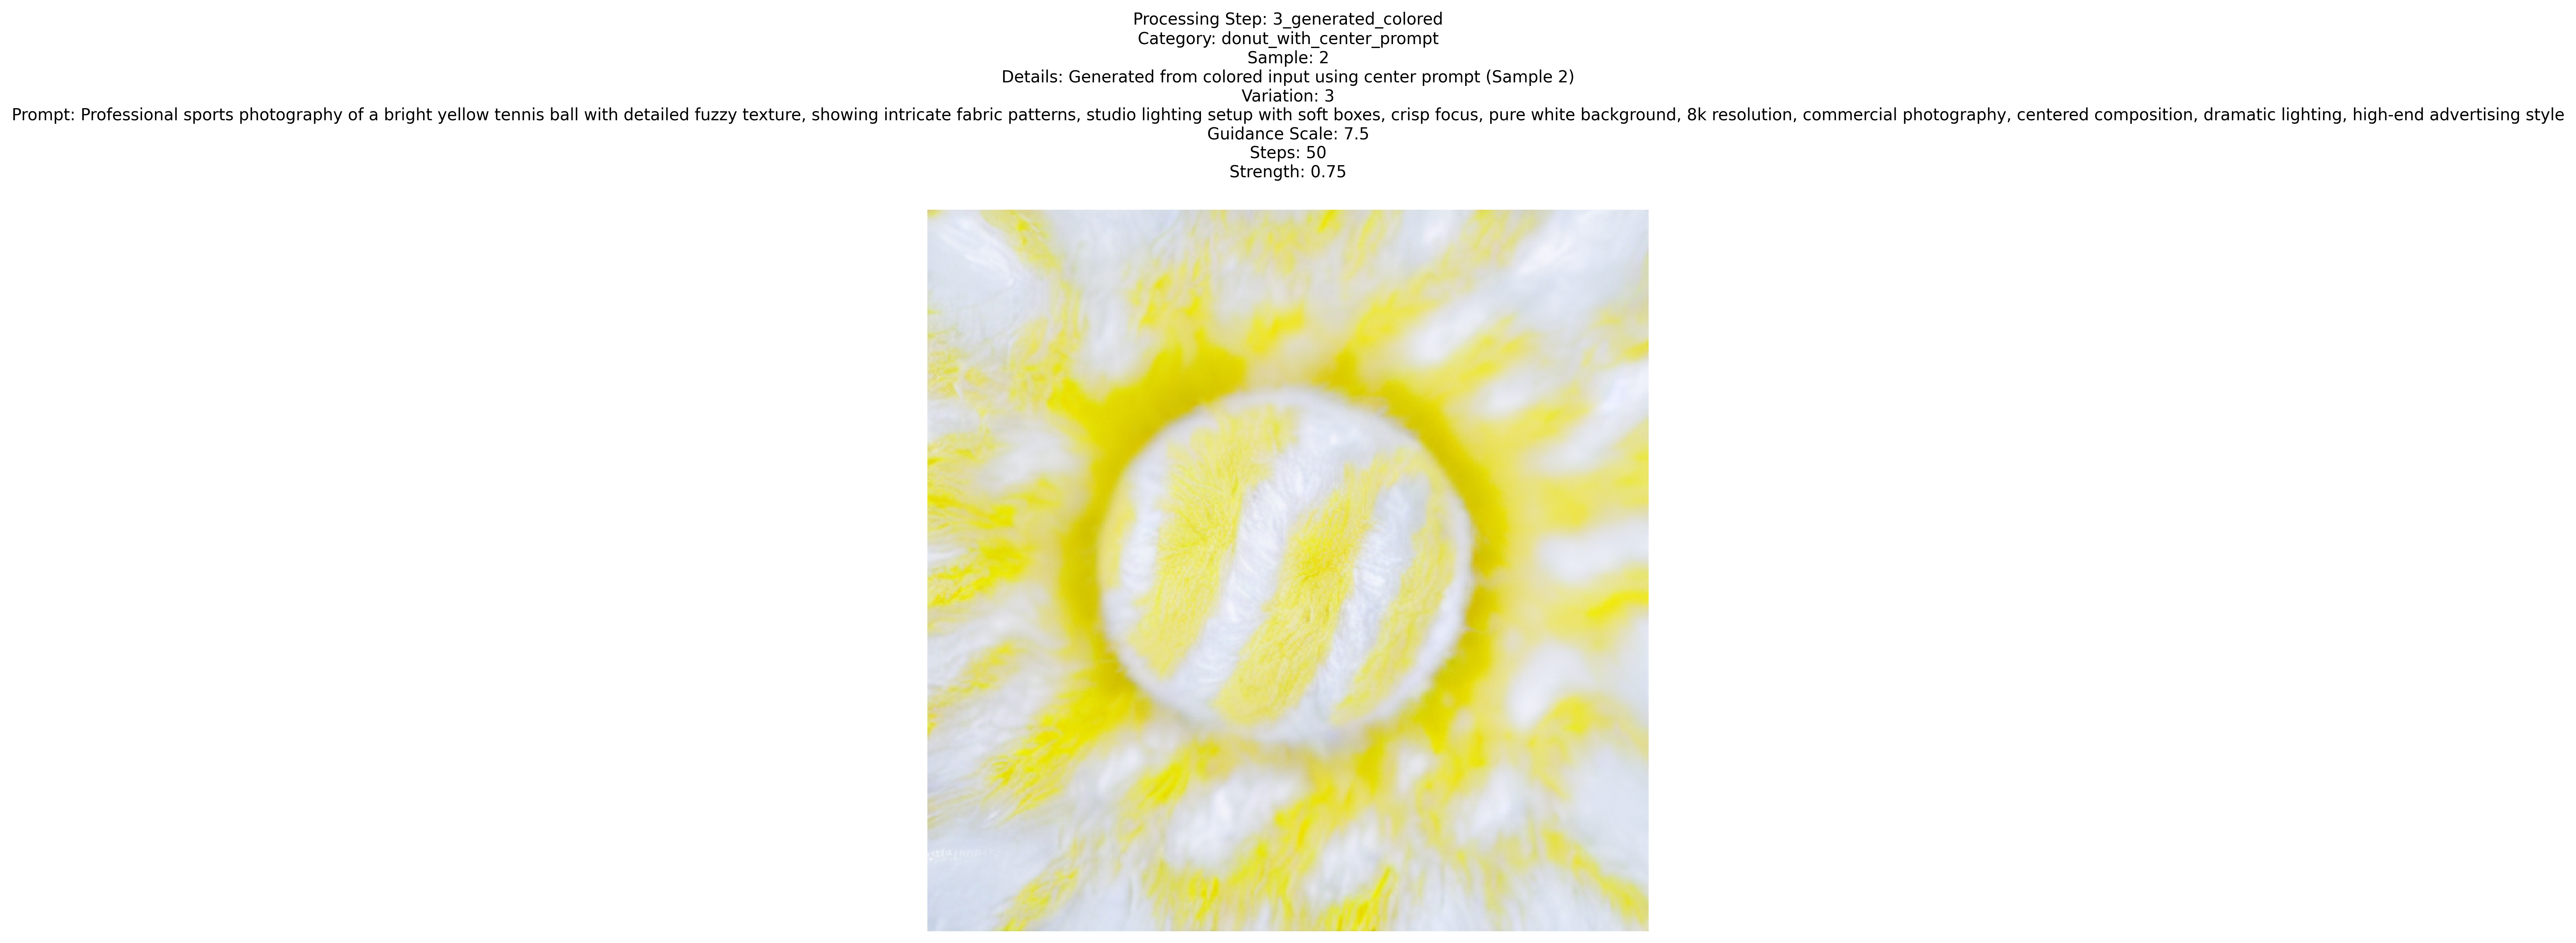 Processing Step: 3_generated_colored
Category: donut_with_center_prompt
Sample: 2
Details: Generated from colored input using center prompt (Sample 2)
Variation: 3
Prompt: Professional sports photography of a bright yellow tennis ball with detailed fuzzy texture, showing intricate fabric patterns, studio lighting setup with soft boxes, crisp focus, pure white background, 8k resolution, commercial photography, centered composition, dramatic lighting, high-end advertising style
Guidance Scale: 7.5
Steps: 50
Strength: 0.75